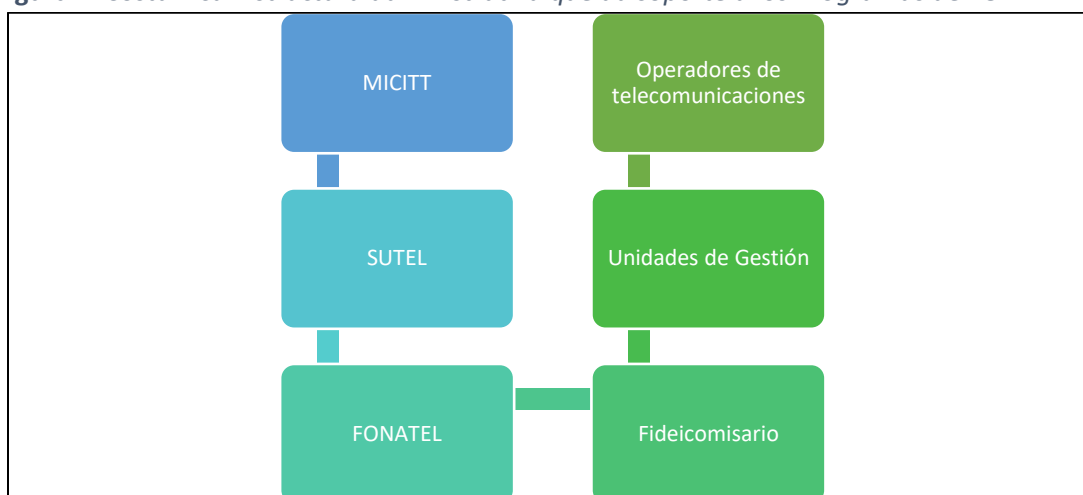 MICITT
SUTEL
FONATEL
Fideicomisario
Unidades de Gestión
Operadores de
telecomunicaciones